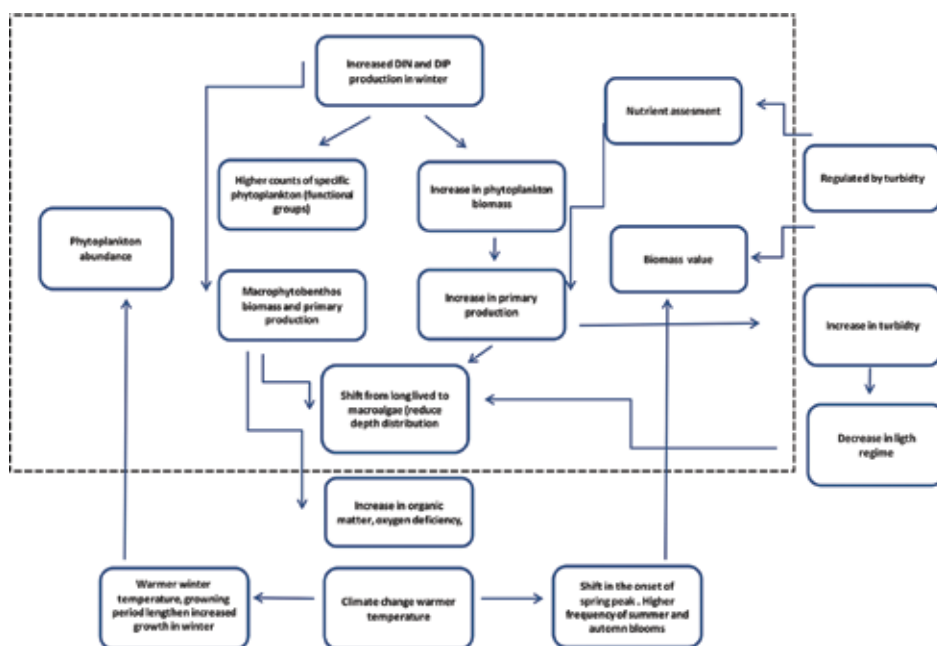 Increased DIN and DIP
production in winter
Nutrient assesment
Higher counts of specific
phytoplankton (functional
groups)
Increase in phytoplankton
biomass
Regulated by turbidty
Phytoplankton
abundance
Biomass value
Macrophytobenthos
biomass and primary
production
Increase in primary
production
Increase in turbidty
Shift from long lived to
macroalgae (reduce
depth distribution
Decrease in ligth
regime
Increase in organic
matter, oxygen deficiency,
Warmer winter
temperature, grownning
period lengthen increased
growth in winter
Climate change warmer
temperature
Shift in the onset of
spring peak . Higher
frequency of summer and
automn blooms